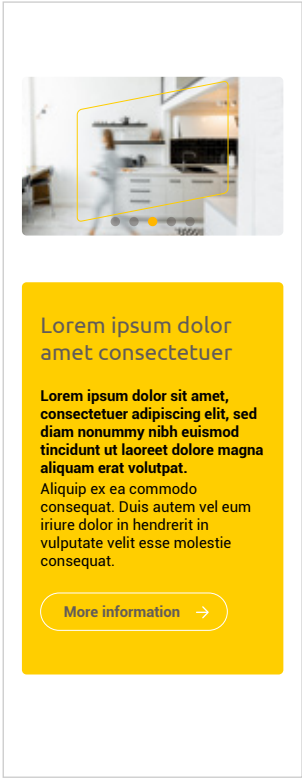 Lorem ipsum dolor
amet consectetuer
Lorem ipsum dolor sit amet,
consectetuer adipiscing elit, sed
diam nonummy nibh euismod
tincidunt ut laoreet dolore magna
aliquam erat volutpat.
Aliquip ex ea commodo
consequat. Duis autem vel eum
iriure dolor in hendrerit in
vulputate velit esse molestie
consequat.
More information